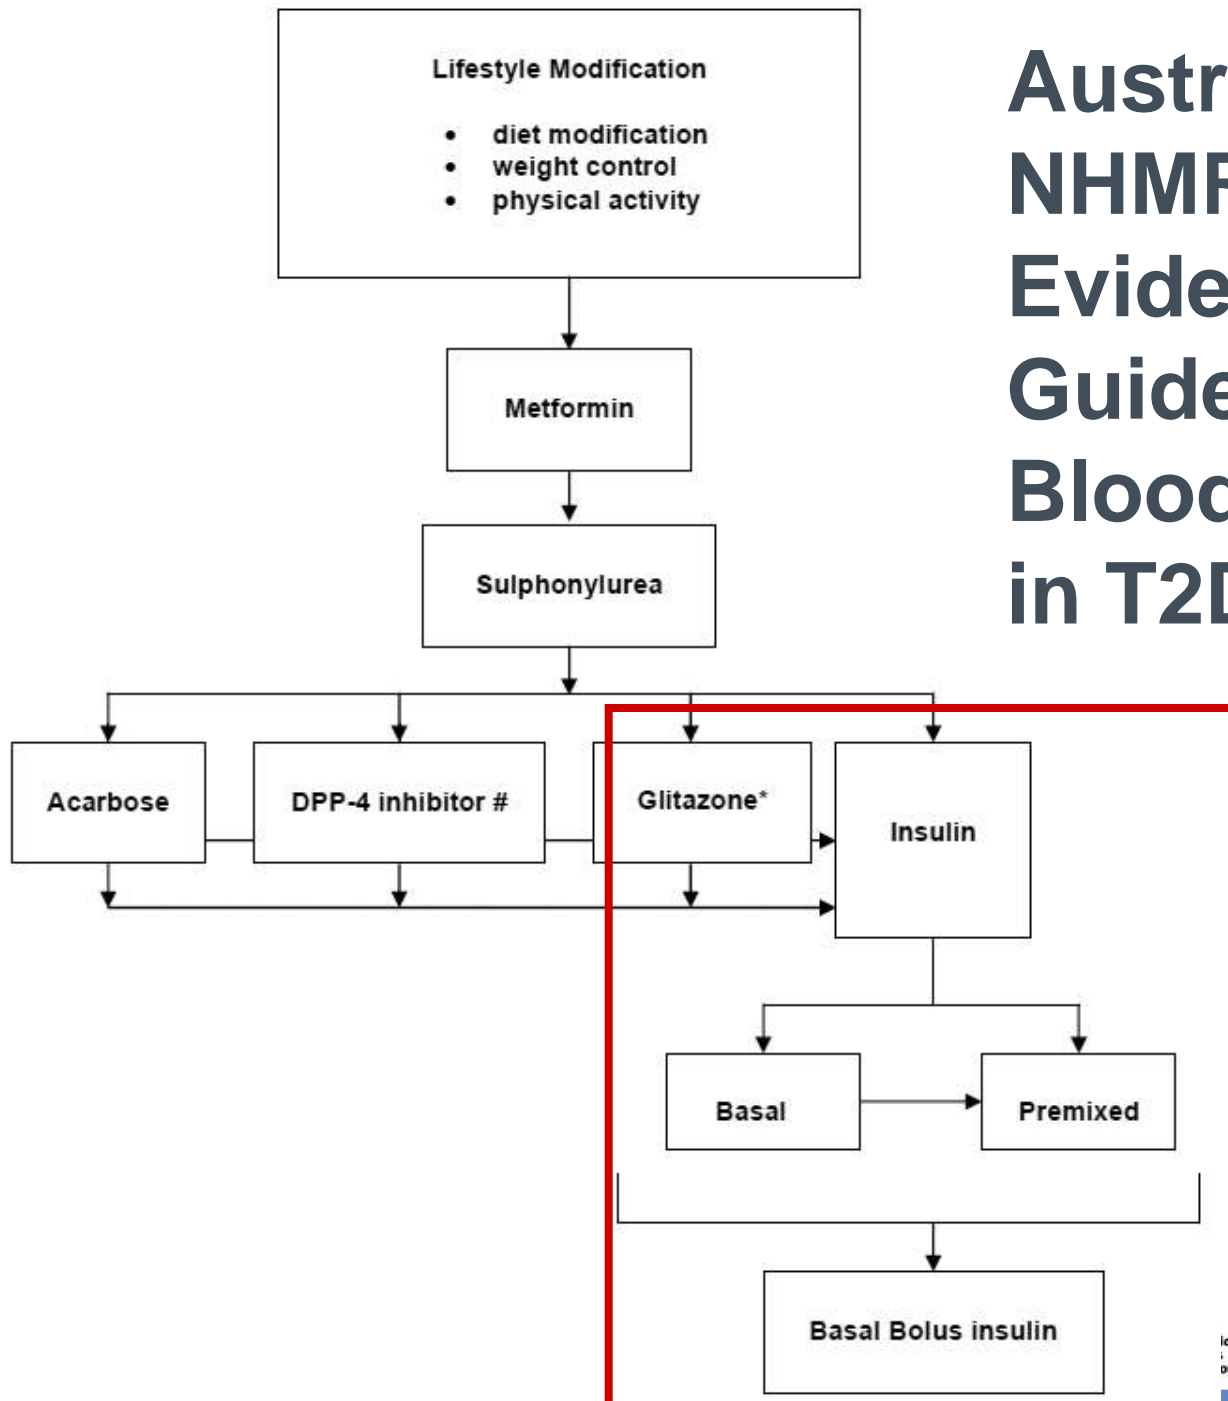 Lifestyle Modification
• diet modification
• weight control
• physical activity
Austr
NHMR
Evide
Guide
Blood
in T2D
Metformin
Sulphonylurea
Acarbose
DPP-4 inhibitor #
Glitazone*
Insulin
Basal
Premixed
Basal Bolus insulin